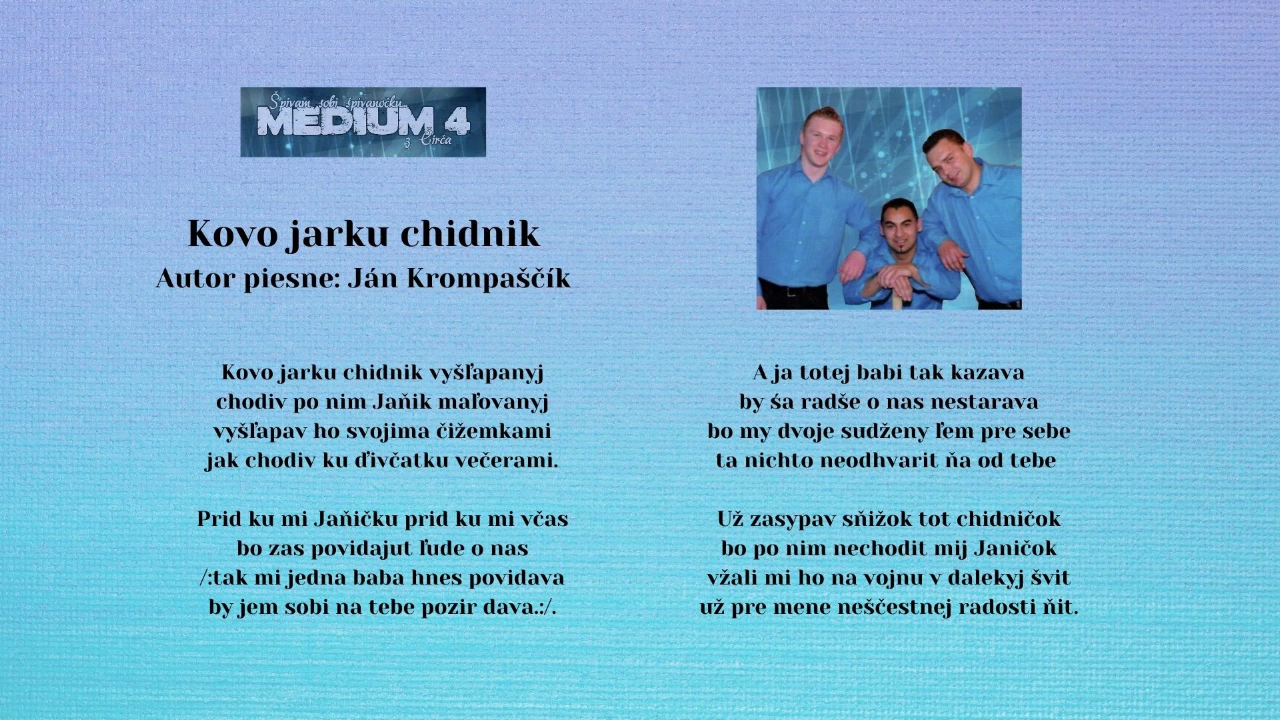 Špivam sobi špivanočku
MEDIUM 4
z Čirča
Kovo jarku chidnik
Autor piesne: Ján Krompaščík
Kovo jarku chidnik vyšľapanyj
chodiv po nim Jaňik maľovanyj
vyšľapav ho svojima čižemkami
jak chodiv ku ďivčatku večerami.
Prid ku mi Jaňičku prid ku mi včas
bo zas povidajut ľude o nas
/:tak mi jedna baba hnes povidava
by jem sobi na tebe pozir dava.:/.
A ja totej babi tak kazava
by śa radše o nas nestarava
bo my dvoje sudženy ľem pre sebe
ta nichto neodhvarit ňa od tebe
Už zasypav sňižok tot chidničok
bo po nim nechodit mij Janičok
vžali mi ho na vojnu v dalekyj švit
už pre mene neščestnej radosti ňit.